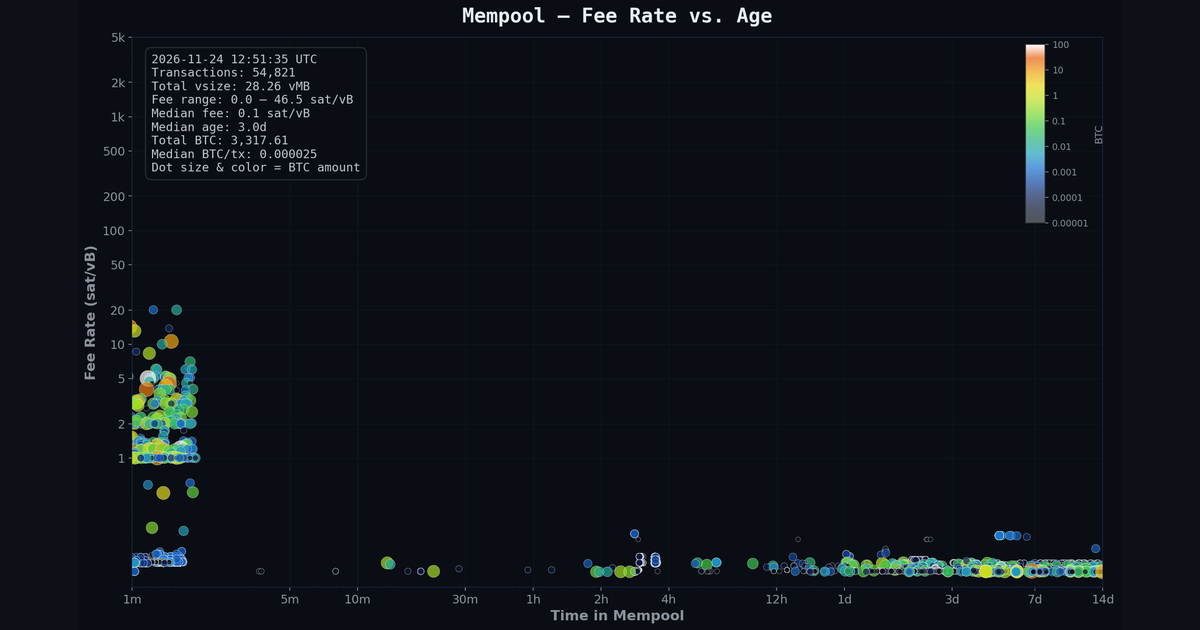 Mempool — Fee Rate vs. Age
2026-11-24 12:51:35 UTC
Transactions: 54,821
Total vsize: 28.26 vMB
Fee range: 0.0 — 46.5 sat/vB
Median fee: 0.1 sat/vB
Median age: 3.0d
Total BTC: 3,317.61
Median BTC/tx: 0.000025
Dot size & color = BTC amount
Fee Rate (sat/vB)
5k
2k
1k
500
200
100
50
20
10
5
2
1
100
10
1
0.1
0.01
0.001
0.0001
0.00001
BTC
1m
5m
10m
30m
1h
2h
4h
12h
1d
3d
7d
14d
Time in Mempool